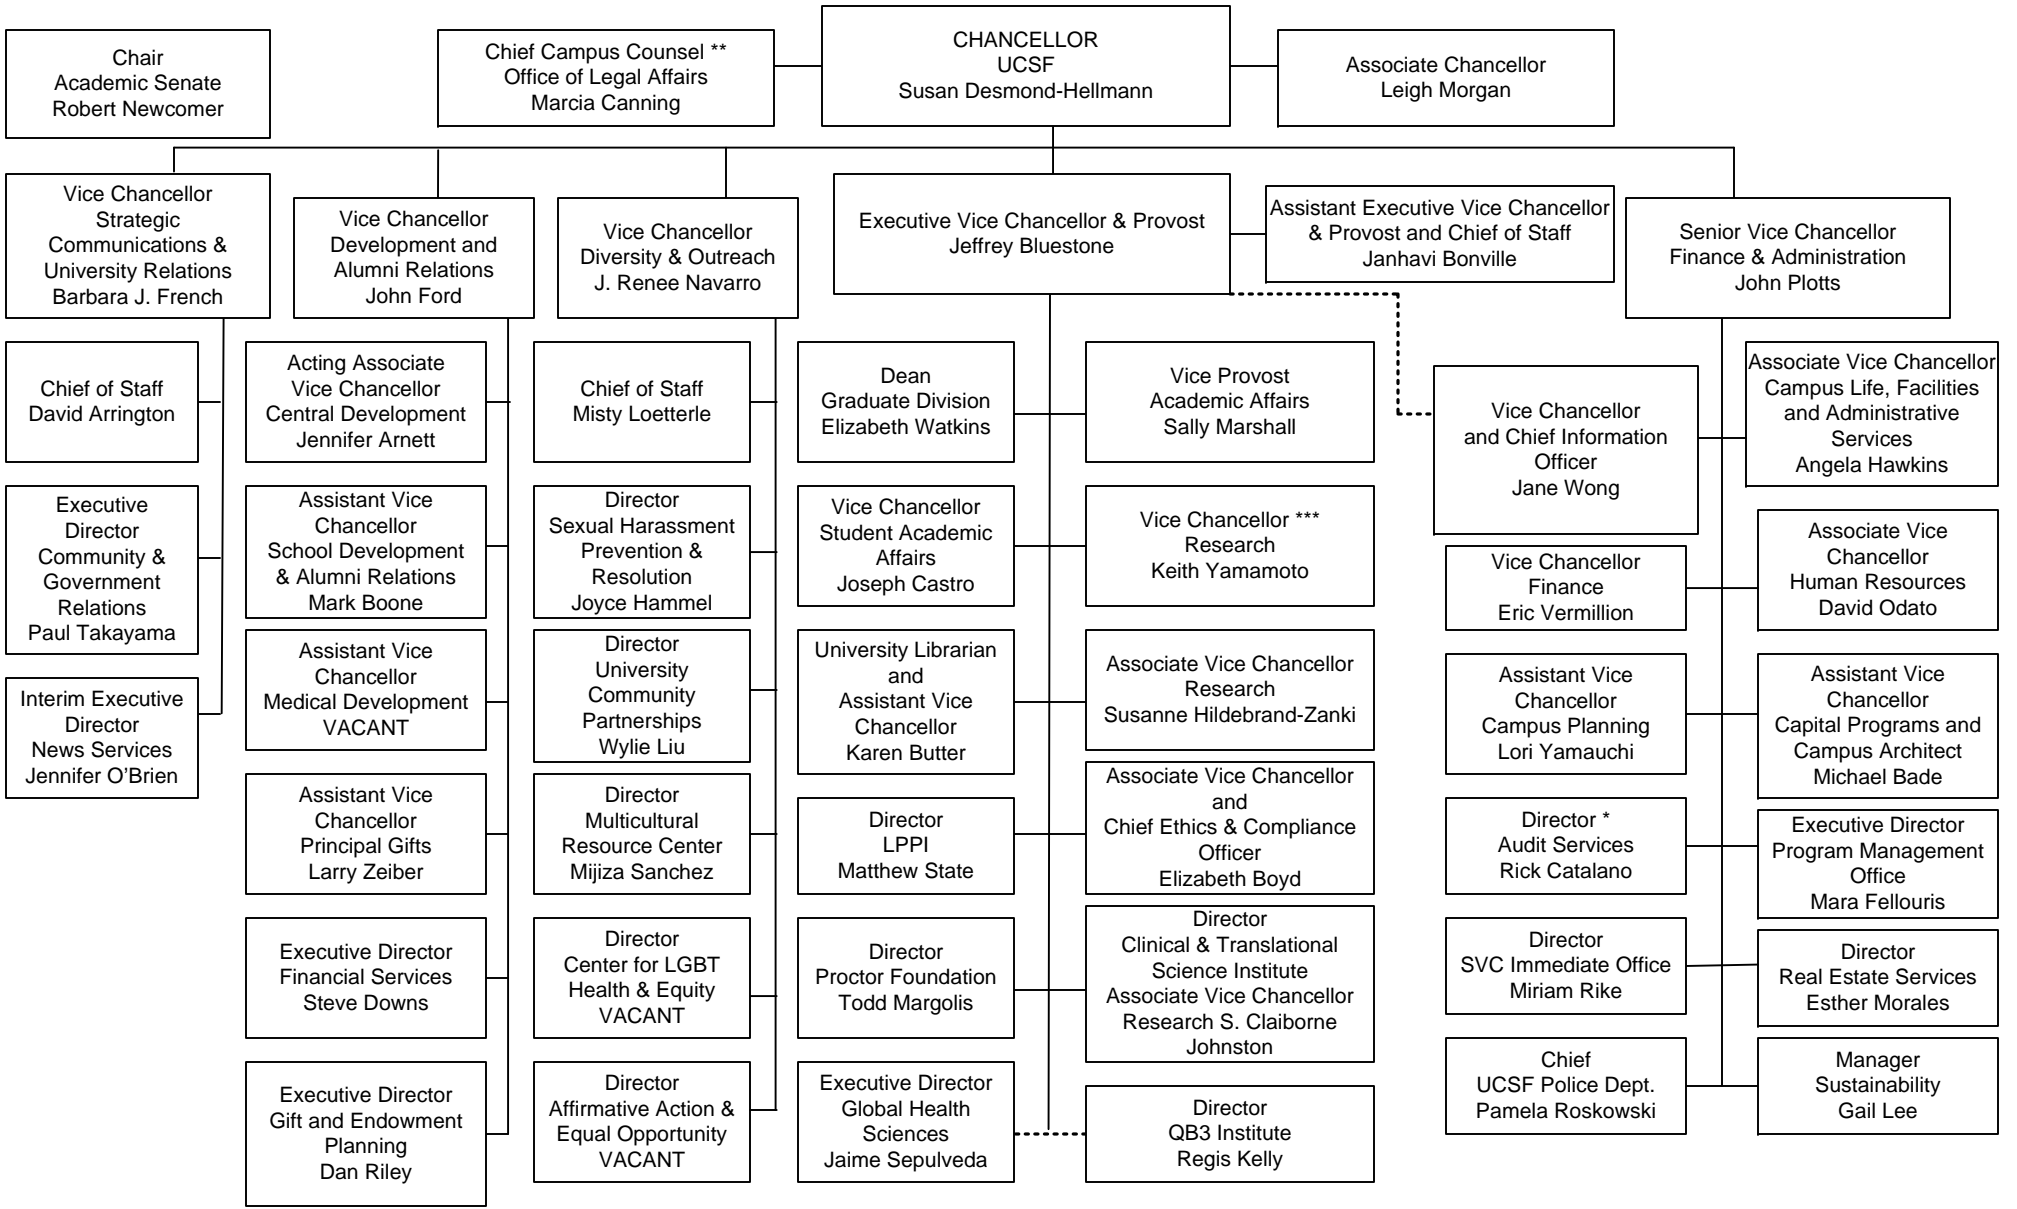 Chair
Academic Senate
Robert Newcomer
Chief Campus Counsel **
Office of Legal Affairs
Marcia Canning
CHANCELLOR
UCSF
Susan Desmond-Hellmann
Associate Chancellor
Leigh Morgan
Vice Chancellor
Strategic
Communications &
University Relations
Barbara J. French
Vice Chancellor
Development and
Alumni Relations
John Ford
Vice Chancellor
Diversity & Outreach
J. Renee Navarro
Executive Vice Chancellor & Provost
Jeffrey Bluestone
Assistant Executive Vice Chancellor
& Provost and Chief of Staff
Janhavi Bonville
Senior Vice Chancellor
Finance & Administration
John Plotts
Chief of Staff
David Arrington
Executive
Director
Community &
Government
Relations
Paul Takayama
Interim Executive
Director
News Services
Jennifer O’Brien
Acting Associate
Vice Chancellor
Central Development
Jennifer Arnett
Assistant Vice
Chancellor
School Development
& Alumni Relations
Mark Boone
Assistant Vice
Chancellor
Medical Development
VACANT
Assistant Vice
Chancellor
Principal Gifts
Larry Zeiber
Executive Director
Financial Services
Steve Downs
Executive Director
Gift and Endowment
Planning
Dan Riley
Chief of Staff
Misty Loetterle
Director
Sexual Harassment
Prevention &
Resolution
Joyce Hammel
Director
University
Community
Partnerships
Wylie Liu
Director
Multicultural
Resource Center
Mijiza Sanchez
Director
Center for LGBT
Health & Equity
VACANT
Director
Affirmative Action &
Equal Opportunity
VACANT
Dean
Graduate Division
Elizabeth Watkins
Vice Chancellor
Student Academic
Affairs
Joseph Castro
University Librarian
and
Assistant Vice
Chancellor
Karen Butter
Director
LPPI
Matthew State
Director
Proctor Foundation
Todd Margolis
Executive Director
Global Health
Sciences
Jaime Sepulveda
Vice Provost
Academic Affairs
Sally Marshall
Vice Chancellor ***
Research
Keith Yamamoto
Associate Vice Chancellor
Research
Susanne Hildebrand-Zanki
Associate Vice Chancellor
and
Chief Ethics & Compliance
Officer
Elizabeth Boyd
Director
Clinical & Translational
Science Institute
Associate Vice Chancellor
Research S. Claiborne
Johnston
Director
QB3 Institute
Regis Kelly
Vice Chancellor
and Chief Information
Officer
Jane Wong
Vice Chancellor
Finance
Eric Vermillion
Assistant Vice
Chancellor
Campus Planning
Lori Yamauchi
Director *
Audit Services
Rick Catalano
Director
SVC Immediate Office
Miriam Rike
Chief
UCSF Police Dept.
Pamela Roskowski
Associate Vice Chancellor
Campus Life, Facilities
and Administrative
Services
Angela Hawkins
Associate Vice
Chancellor
Human Resources
David Odato
Assistant Vice
Chancellor
Capital Programs and
Campus Architect
Michael Bade
Executive Director
Program Management
Office
Mara Fellouris
Director
Real Estate Services
Esther Morales
Manager
Sustainability
Gail Lee